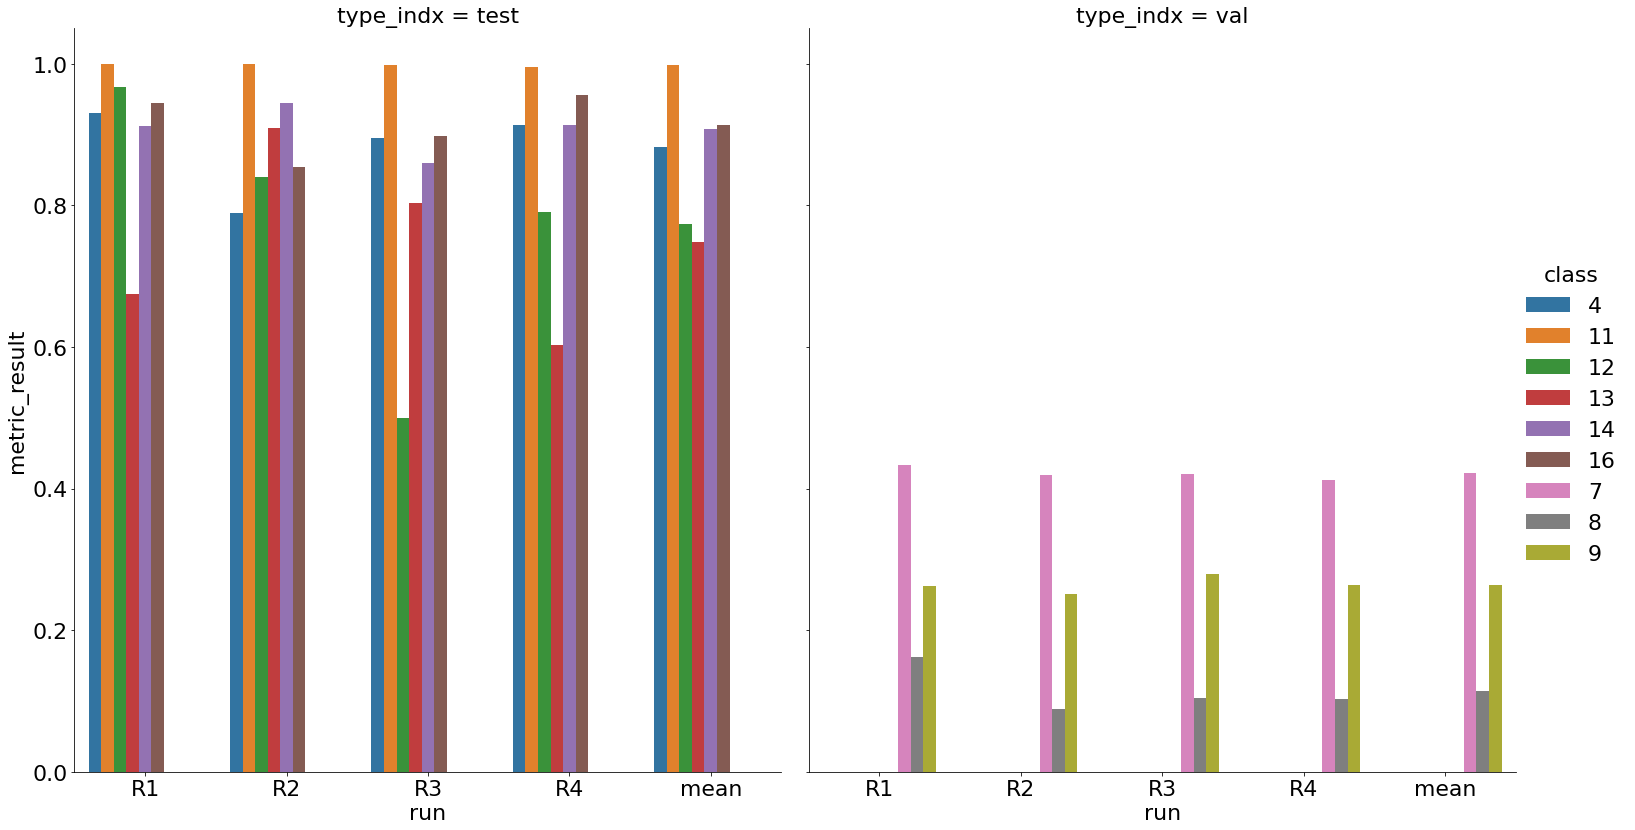 type_indx = test
type_indx = val
metric_result
1.0
0.8
0.6
0.4
0.2
0.0
R1 R2 R3 R4 mean
run
R1 R2 R3 R4 mean
run
class
4
11
12
13
14
16
7
8
9